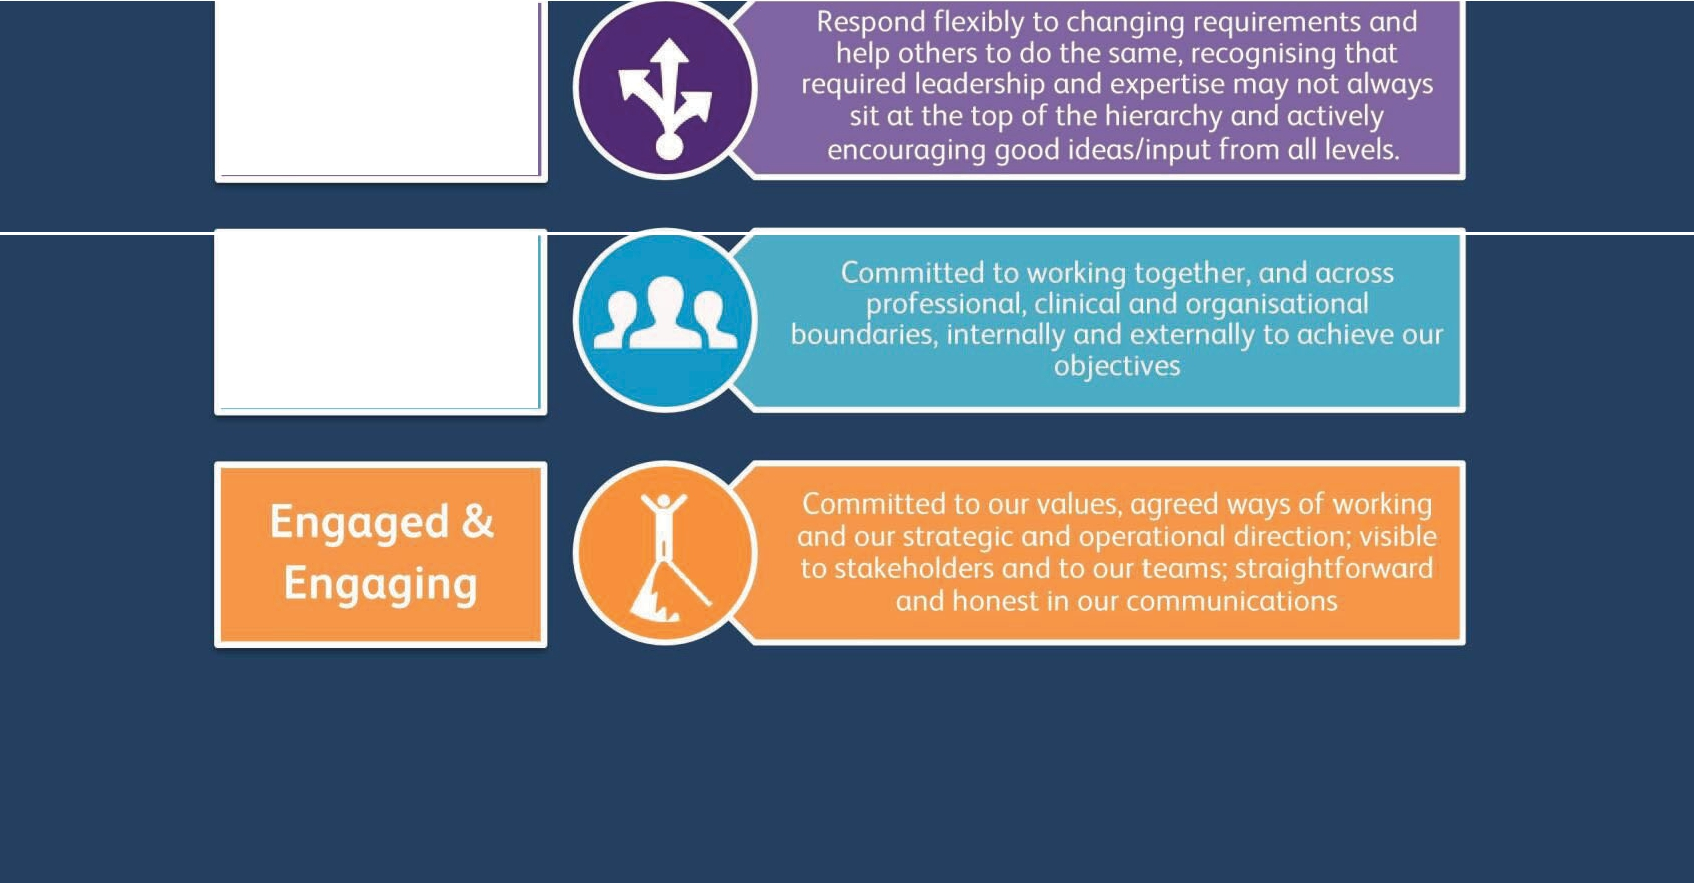 Respond flexibly to changing requirements and
help others to do the same, recognising that
required leadership and expertise may not always
sit at the top of the hierarchy and actively
encouraging good ideas/input from all levels.
Committed to working together, and across
professional, clinical and organisational
boundaries, internally and externally to achieve our
objectives
Engaged &
Engaging
Committed to our values, agreed ways of working
and our strategic and operational direction; visible
to stakeholders and to our teams; straightforward
and honest in our communications